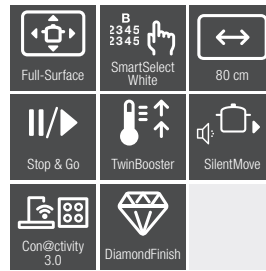 Full-Surface
B
2345
2345
SmartSelect
White
80 cm
Stop & Go
TwinBooster
SilentMove
Con@ctivity
3.0
DiamondFinish